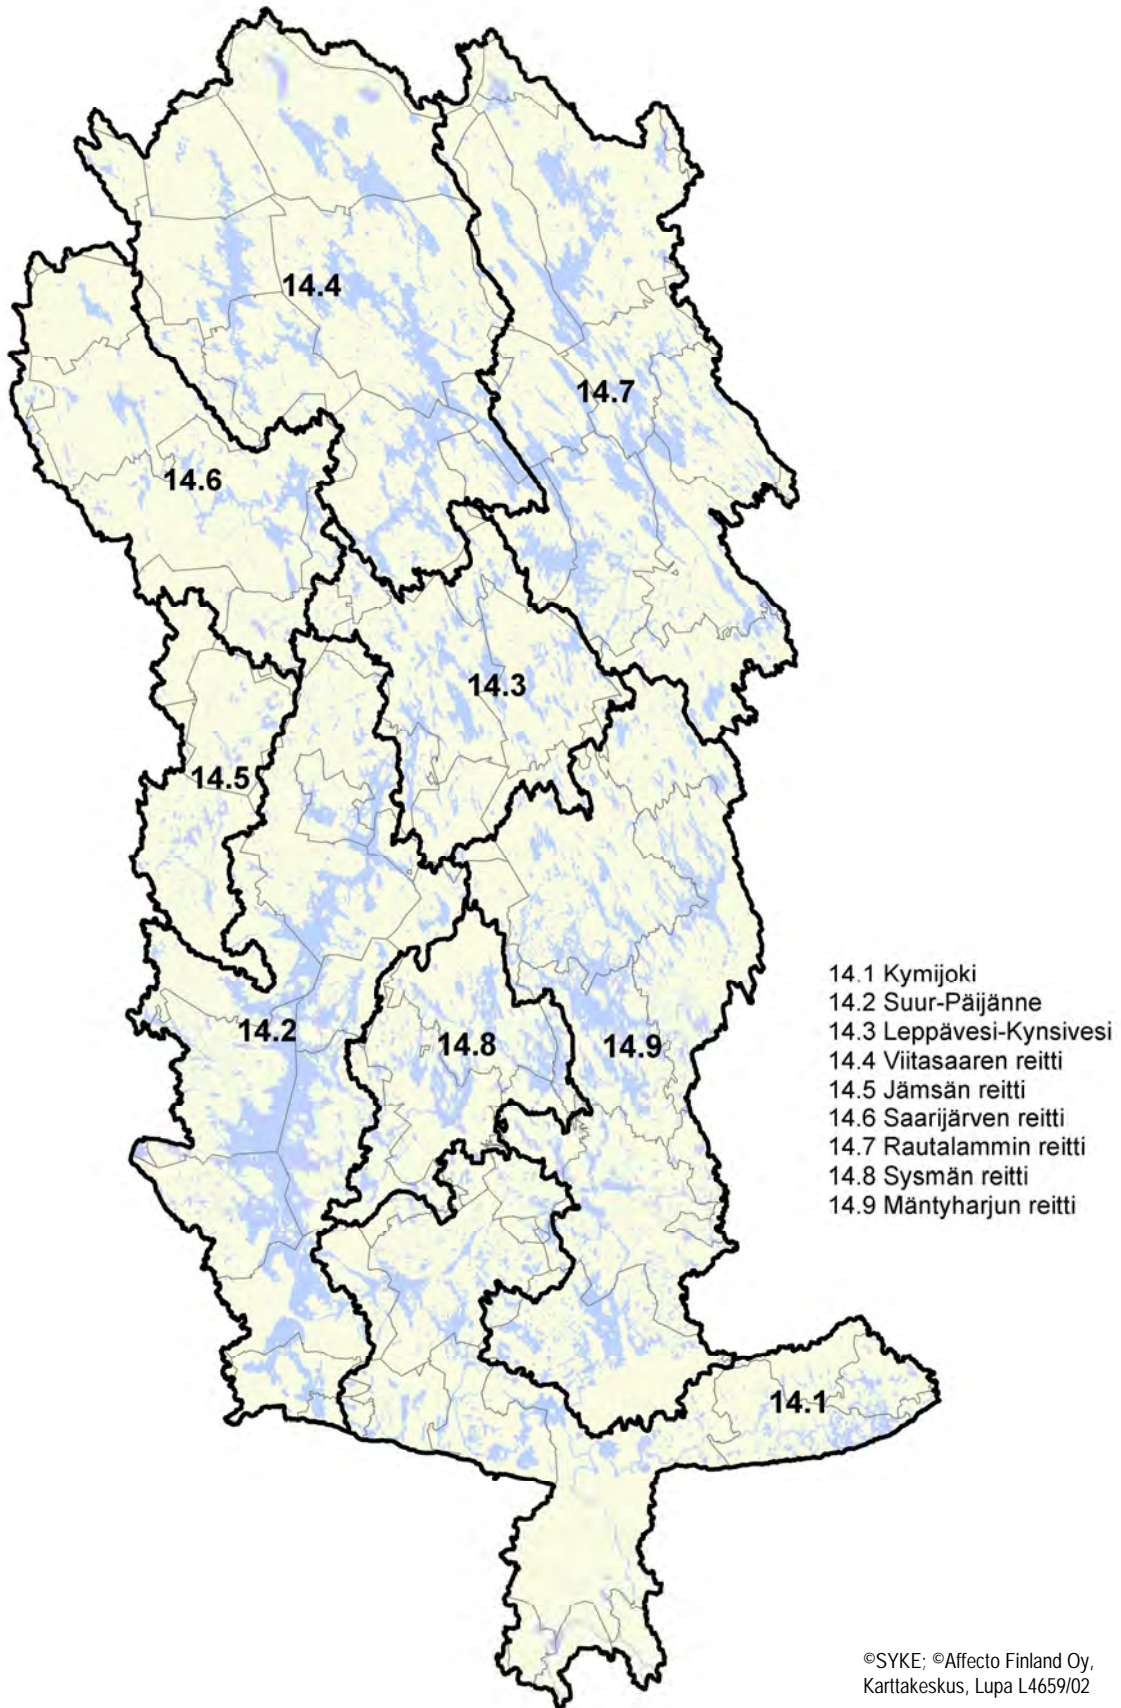 14.4
14.7
14.6
14.3
14.5
14.2
14.8
14.9
14.1
14.1 Kymijoki
14.2 Suur-Päijänne
14.3 Leppävesi-Kynsivesi
14.4 Viitasaaren reitti
14.5 Jämsän reitti
14.6 Saarijärven reitti
14.7 Rautalammin reitti
14.8 Sysmän reitti
14.9 Mäntyharjun reitti
©SYKE; ©Affecto Finland Oy,
Karttakeskus, Lupa L4659/02